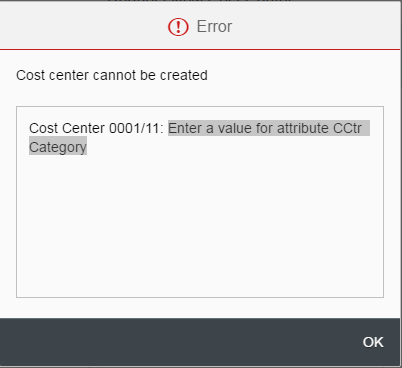 Error
Cost center cannot be created
Cost Center 0001/11: Enter a value for attribute CCtr
Category
OK